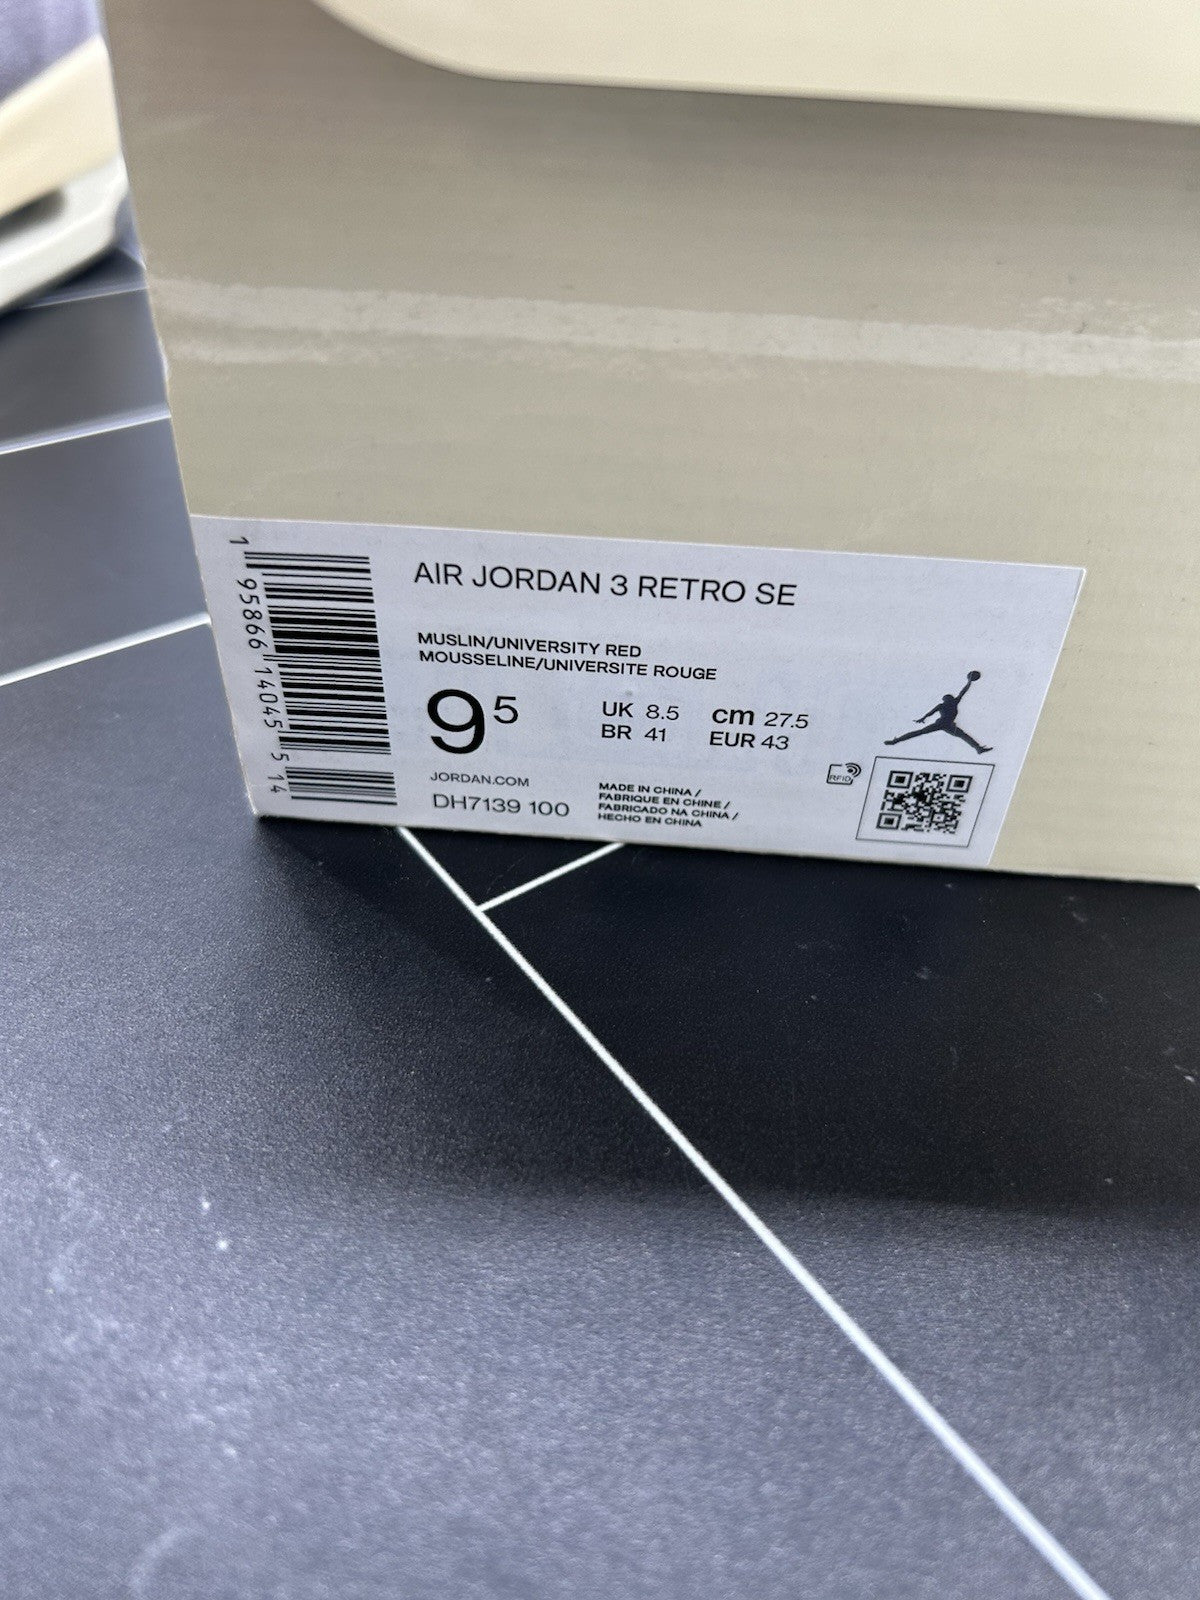 1 95866 14045 5 14
AIR JORDAN 3 RETRO SE
MUSLIN/UNIVERSITY RED
MOUSSELINE/UNIVERSITE ROUGE
9 5
UK 8.5 cm 27.5
BR 41 EUR 43
JORDAN.COM
DH7139 100
MADE IN CHINA /
FABRIQUE EN CHINE /
FABRICADO NA CHINA /
HECHO EN CHINA
RFID